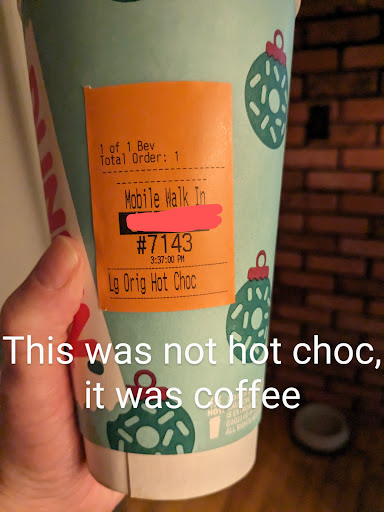 1 of 1 Bev
Total Order: 1
Mobile Walk In
#7143
3:37:00 PM
Lg Orig Hot Choc
This was not hot choc,
it was coffee